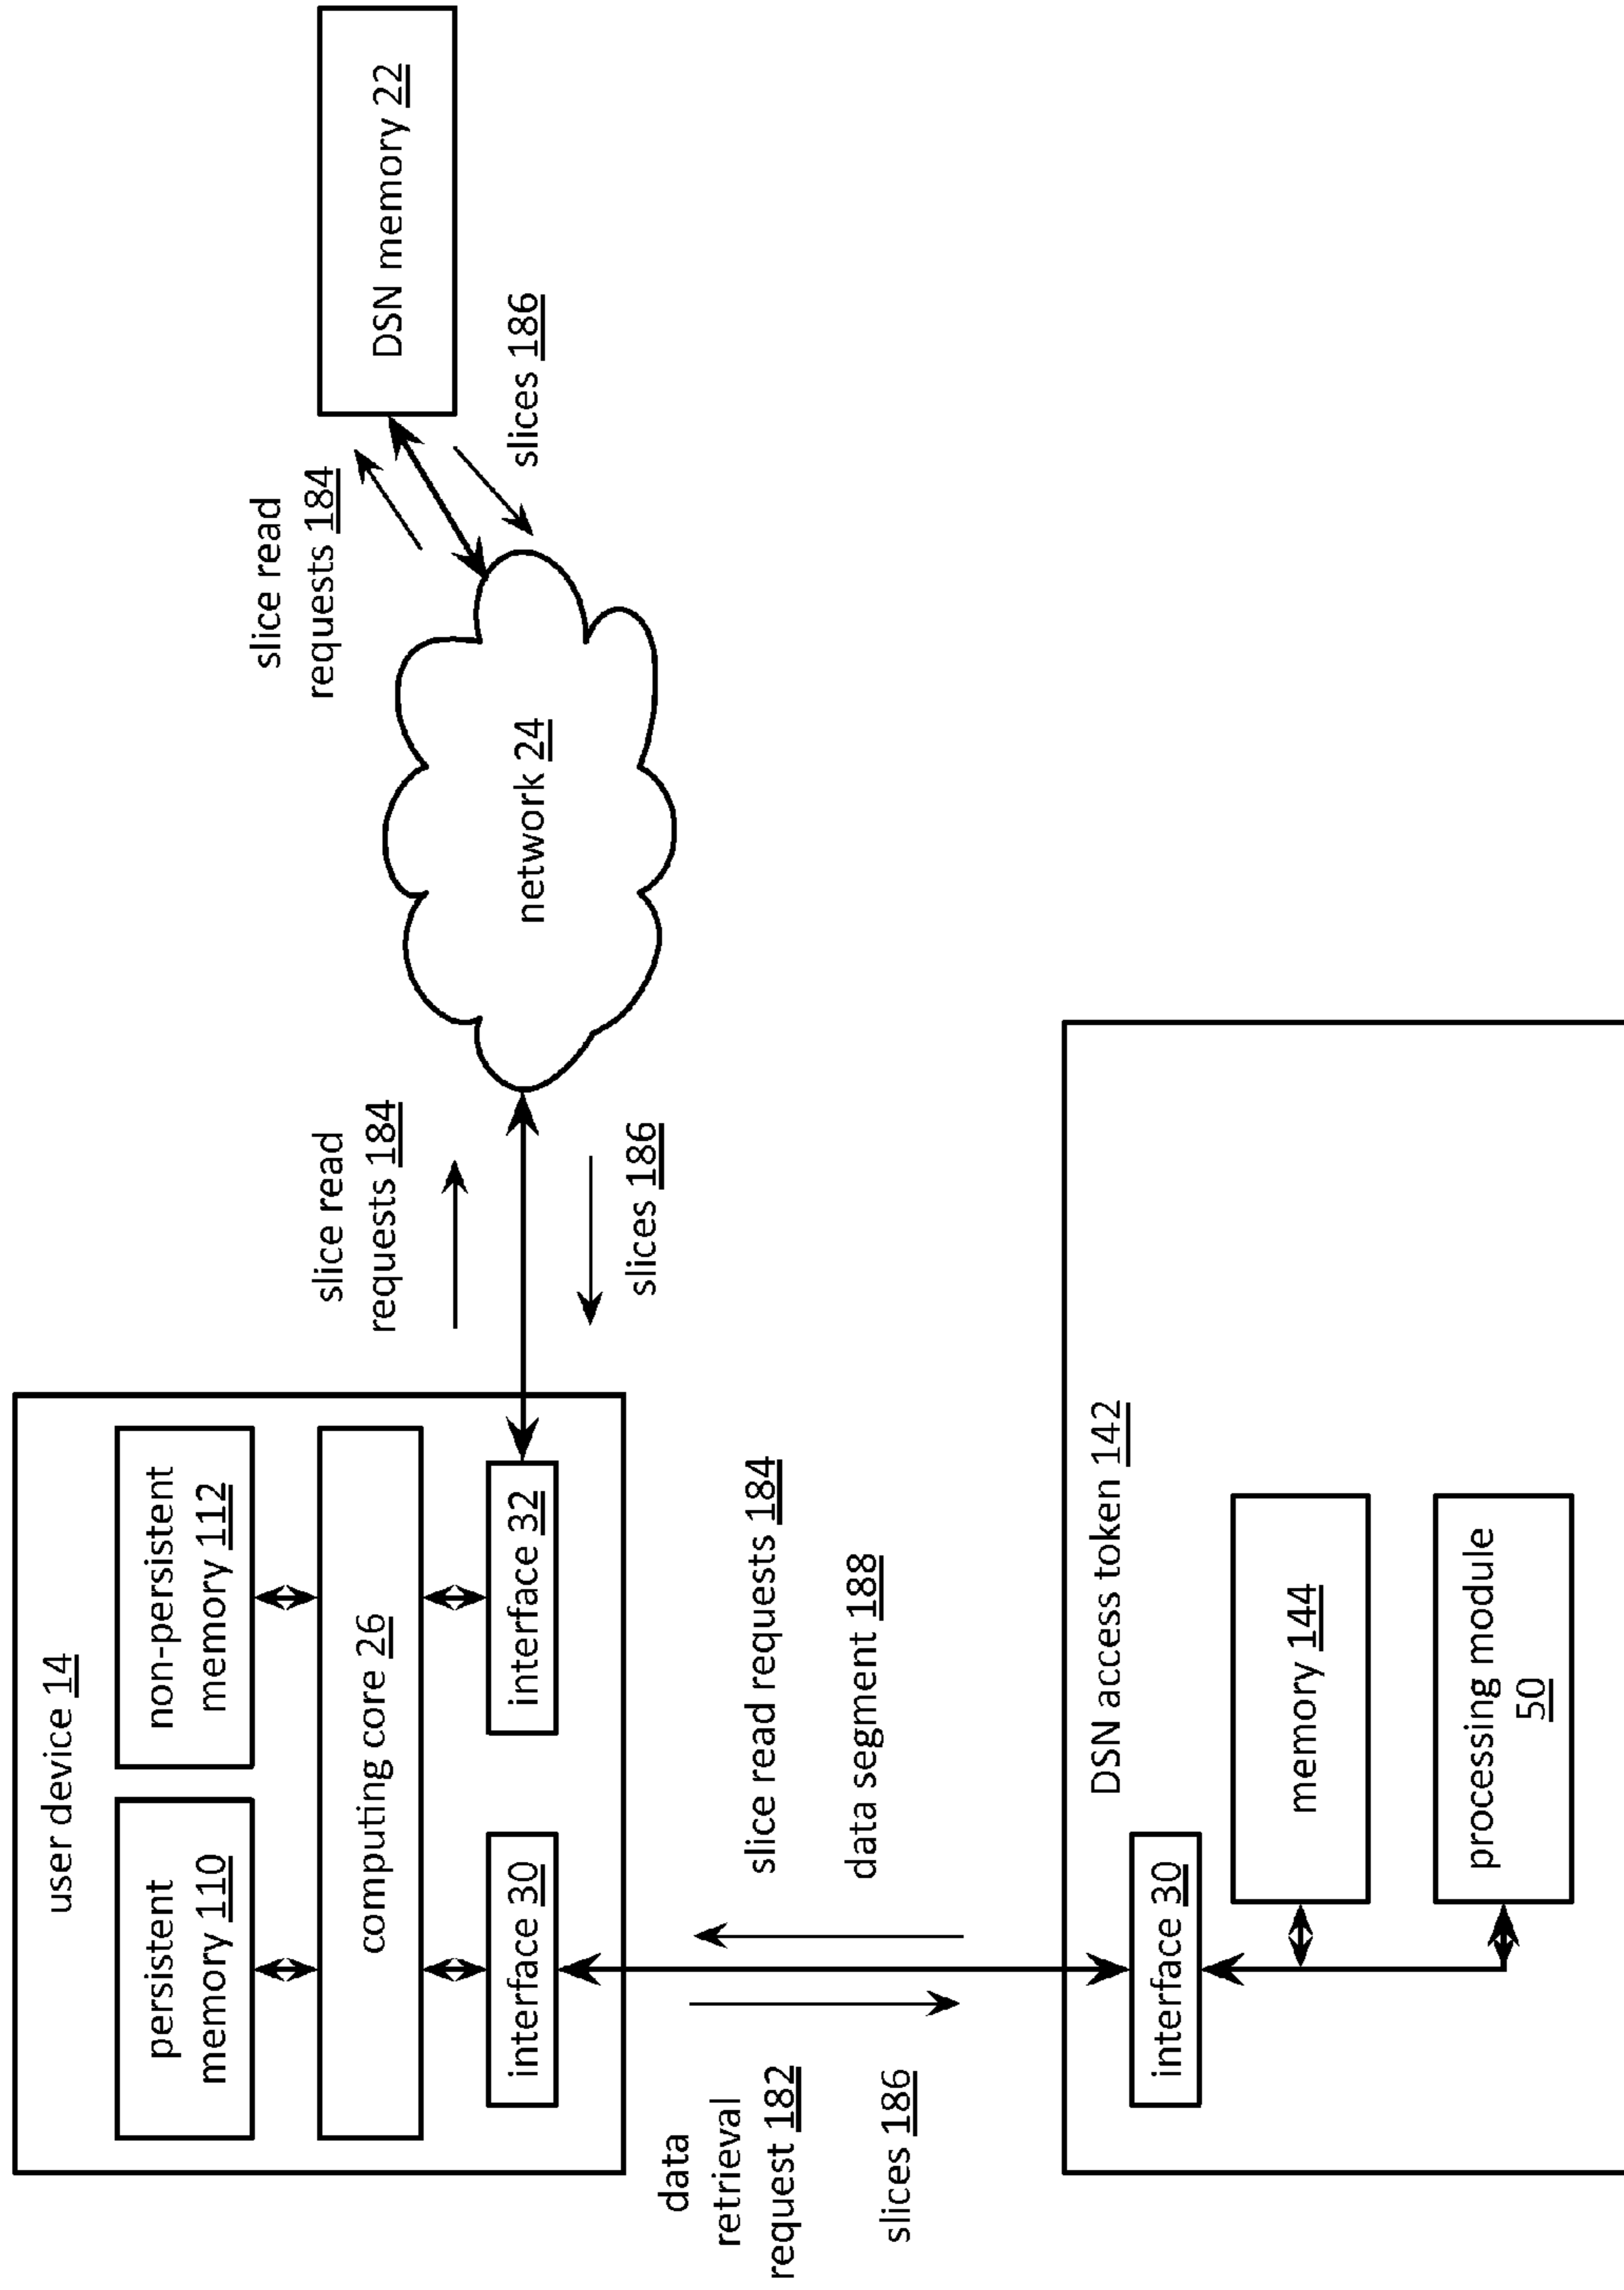 user device 14
persistent
memory 110
non-persistent
memory 112
computing core 26
interface 30
interface 32
slice read
requests 184
slices 186
network 24
slice read
requests 184
slices 186
DSN memory 22
data
retrieval
request 182
slices 186
slice read requests 184
data segment 188
DSN access token 142
interface 30
memory 144
processing module
50